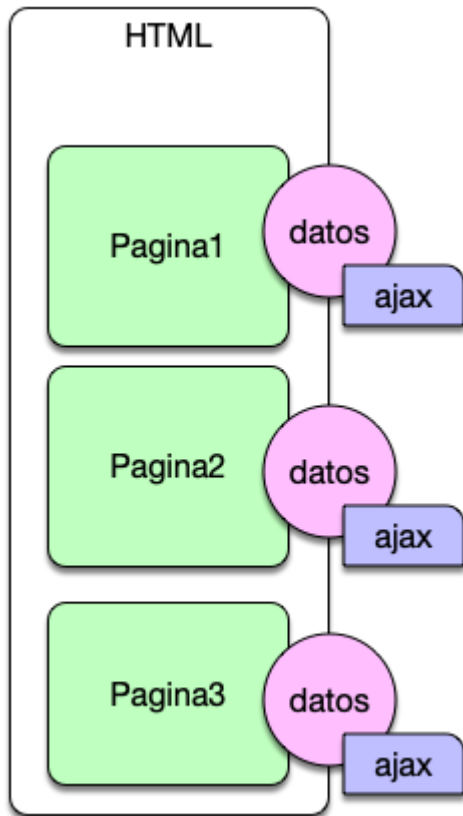 HTML
Pagina1
datos
ajax
Pagina2
datos
ajax
Pagina3
datos
ajax